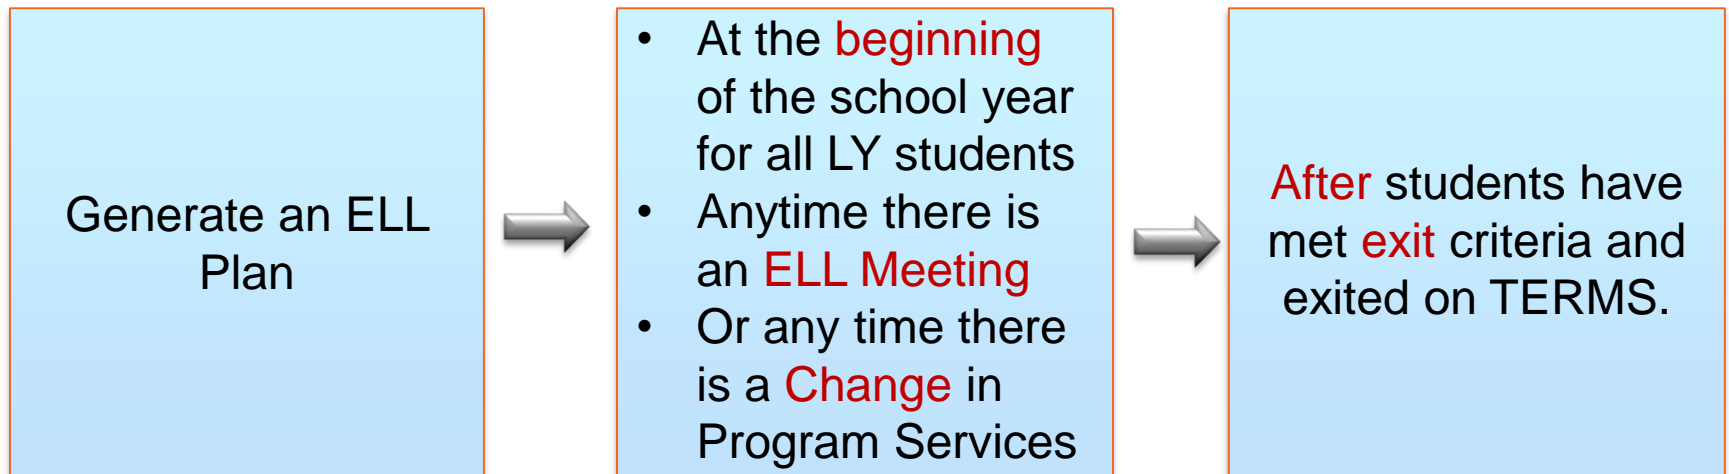 Generate an ELL
Plan
• At the beginning
of the school year
for all LY students
• Anytime there is
an ELL Meeting
• Or any time there
is a Change in
Program Services
After students have
met exit criteria and
exited on TERMS.